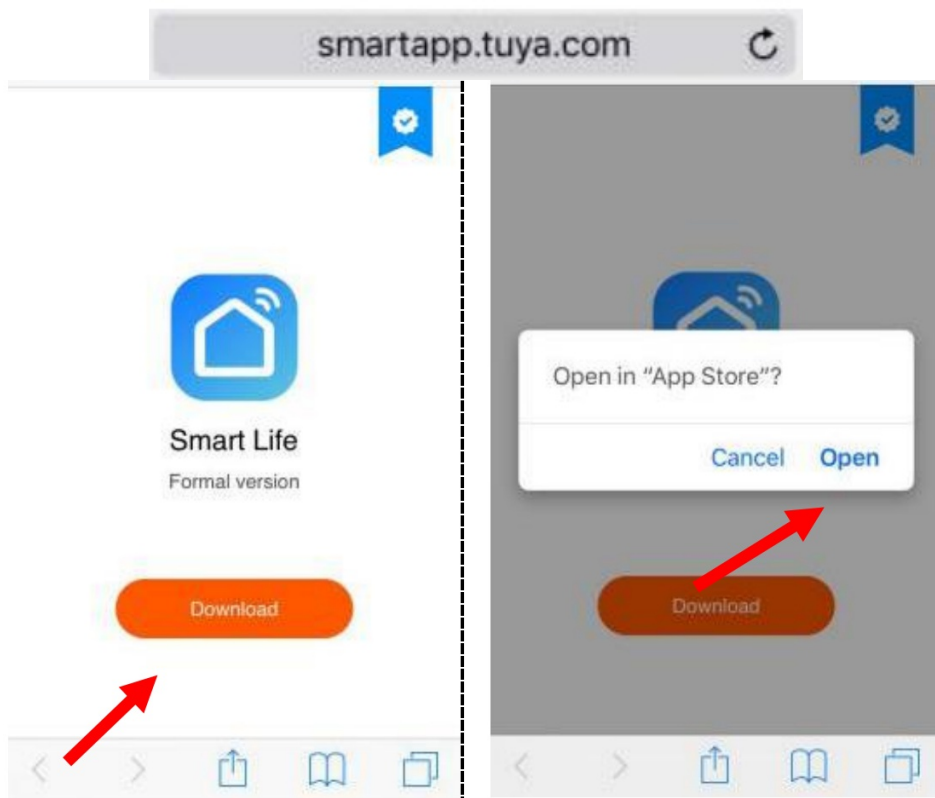 smartapp.tuya.com
Smart Life
Formal version
Download
Open in “App Store”?
Cancel Open
Download